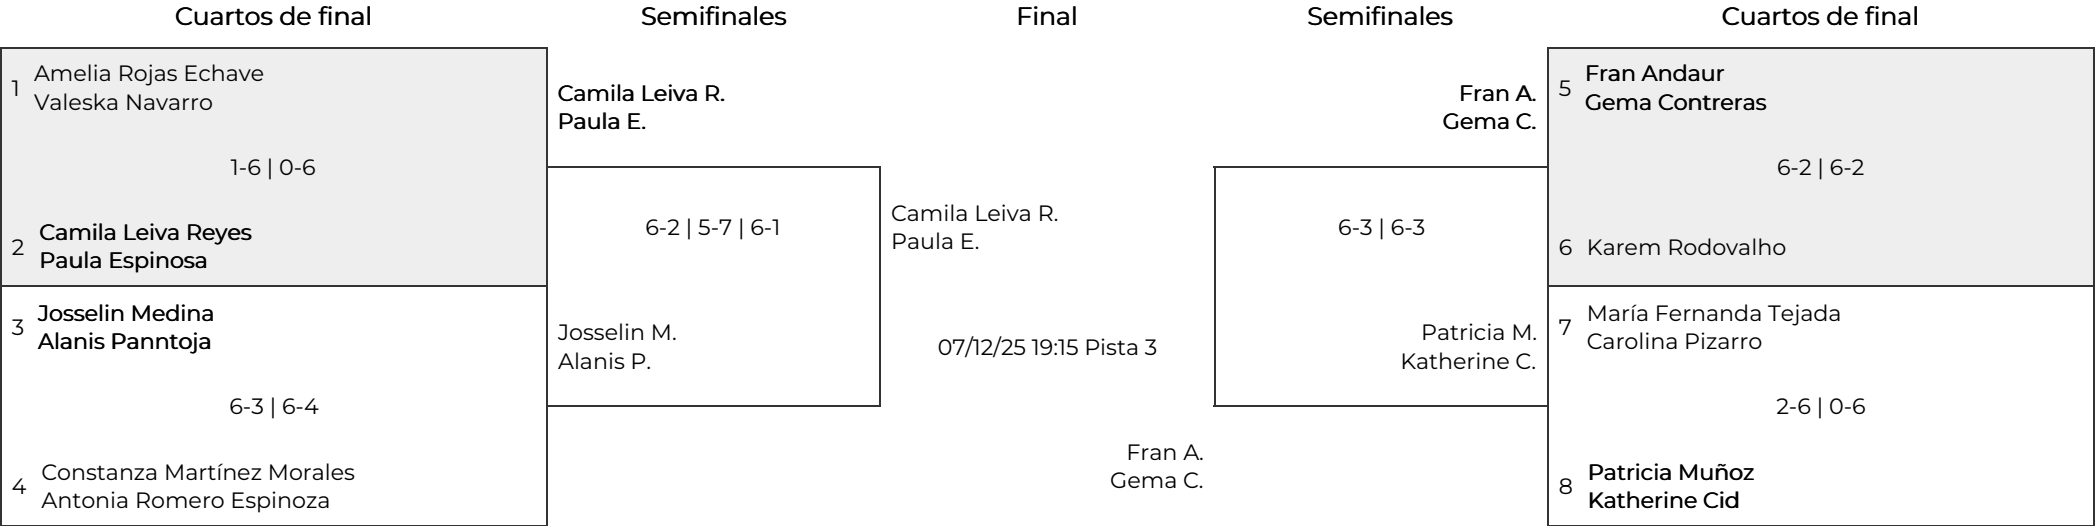 Cuartos de final
Semifinales
Final
Semifinales
Cuartos de final
1
Amelia Rojas Echave
Valeska Navarro
1-6 | 0-6
2
Camila Leiva Reyes
Paula Espinosa
3
Josselin Medina
Alanis Panntoja
6-3 | 6-4
4
Constanza Martínez Morales
Antonia Romero Espinoza
Camila Leiva R.
Paula E.
6-2 | 5-7 | 6-1
Josselin M.
Alanis P.
Camila Leiva R.
Paula E.
07/12/25 19:15 Pista 3
Fran A.
Gema C.
Fran A.
Gema C.
6-3 | 6-3
Patricia M.
Katherine C.
5
Fran Andaur
Gema Contreras
6-2 | 6-2
6
Karem Rodovalho
7
María Fernanda Tejada
Carolina Pizarro
2-6 | 0-6
8
Patricia Muñoz
Katherine Cid